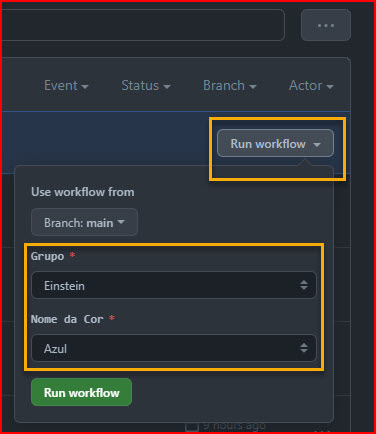 ...
Event Status Branch Actor
Run workflow
Use workflow from
Branch: main
Grupo *
Einstein
Nome da Cor *
Azul
Run workflow
9 hours ago